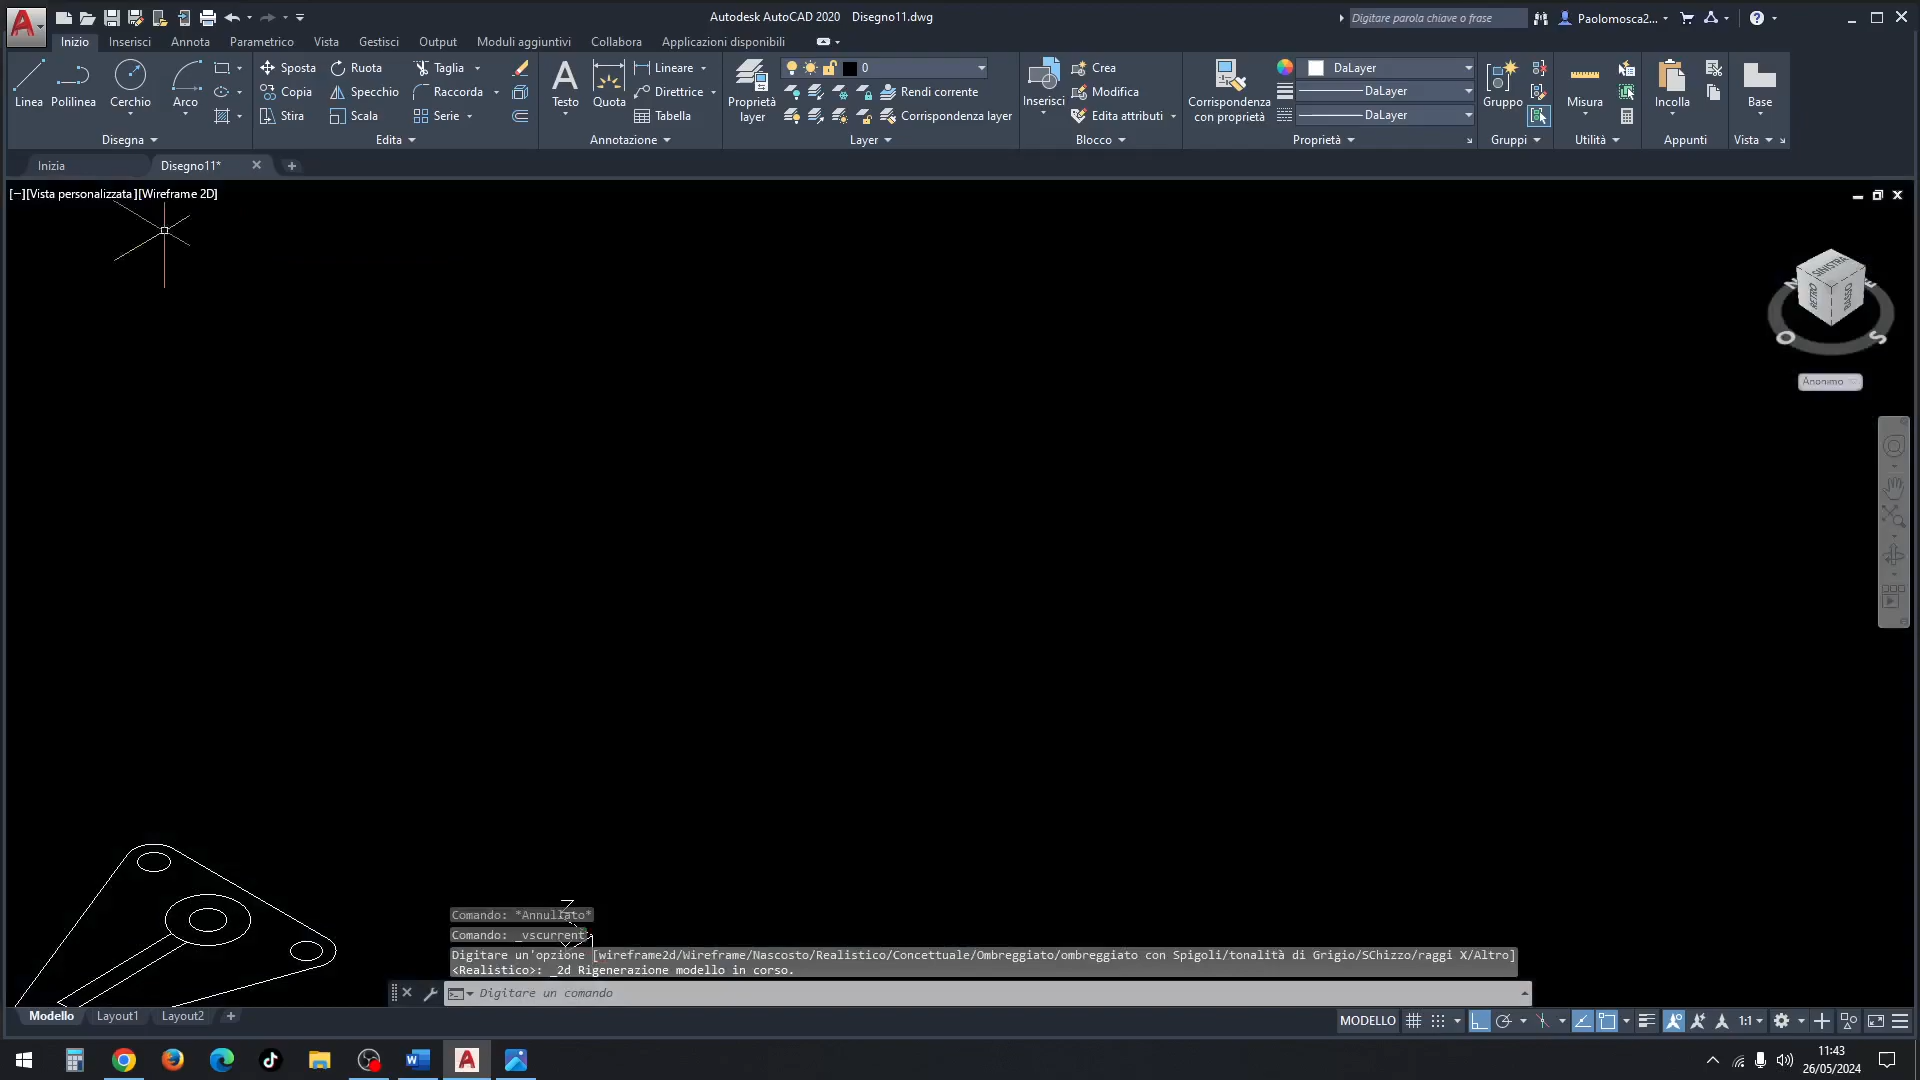 Autodesk AutoCAD 2020 Disegno11.dwg
Digitare parola chiave o frase
Paolomosca2...
Inizio Inserisci Annota Parametrico Vista Gestisci Output Moduli aggiuntivi Collabora Applicazioni disponibili
Linea Polilinea Cerchio Arco
Sposta Ruota Taglia
Copia Specchio Raccorda
Stira Scala Serie
Testo Quota
Lineare
Direttrice
Tabella
Proprietà layer
0
Rendi corrente
Corrispondenza layer
Inserisci
Crea
Modifica
Edita attributi
Corrispondenza con proprietà
DaLayer
DaLayer
DaLayer
Gruppo
Misura
Incolla
Base
Disegna Edita Annotazione Layer Blocco Proprietà Gruppi Utilità Appunti Vista
Inizia Disegno11*
[−][Vista personalizzata][Wireframe 2D]
SINISTRA
RETRO
BASSO
N E
O S
Anonimo
Z
Comando: *Annullato*
Comando: _vscurrent
Digitare un'opzione [wireframe2d/Wireframe/Nascosto/Realistico/Concettuale/Ombreggiato/ombreggiato con Spigoli/tonalità di Grigio/SChizzo/raggi X/Altro]
<Realistico>: _2d Rigenerazione modello in corso.
Digitare un comando
Modello Layout1 Layout2
MODELLO 1:1
11:43
26/05/2024